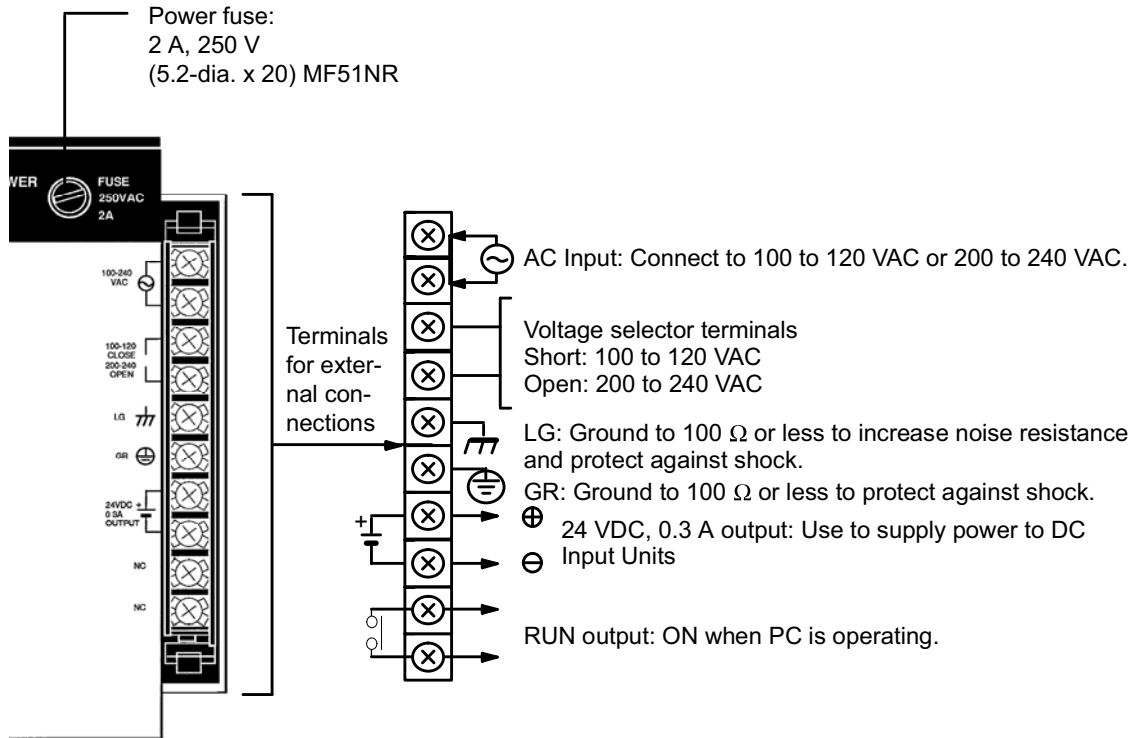 Power fuse:
2 A, 250 V
(5.2-dia. x 20) MF51NR
WER
FUSE
250VAC
2A
100-240
VAC
100-120
CLOSE
200-240
OPEN
LG
GR
24VDC +
0.3A
OUTPUT
NC
NC
Terminals
for exter-
nal con-
nections
AC Input: Connect to 100 to 120 VAC or 200 to 240 VAC.
Voltage selector terminals
Short: 100 to 120 VAC
Open: 200 to 240 VAC
LG: Ground to 100 Ω or less to increase noise resistance
and protect against shock.
GR: Ground to 100 Ω or less to protect against shock.
+
⊕
24 VDC, 0.3 A output: Use to supply power to DC
⊖ Input Units
RUN output: ON when PC is operating.